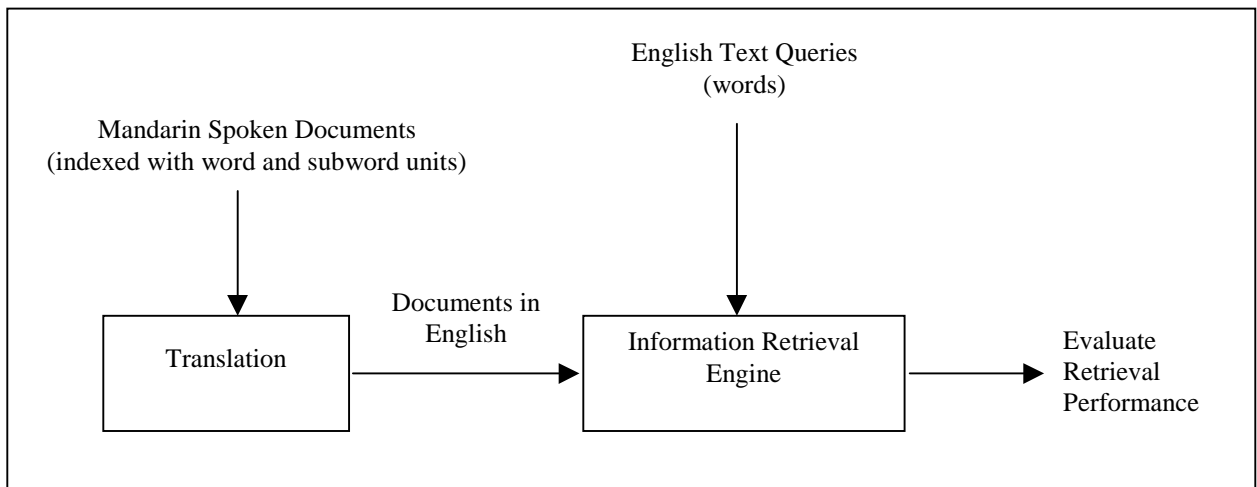 English Text Queries
(words)
Mandarin Spoken Documents
(indexed with word and subword units)
Documents in
English
Translation
Information Retrieval
Engine
Evaluate
Retrieval
Performance